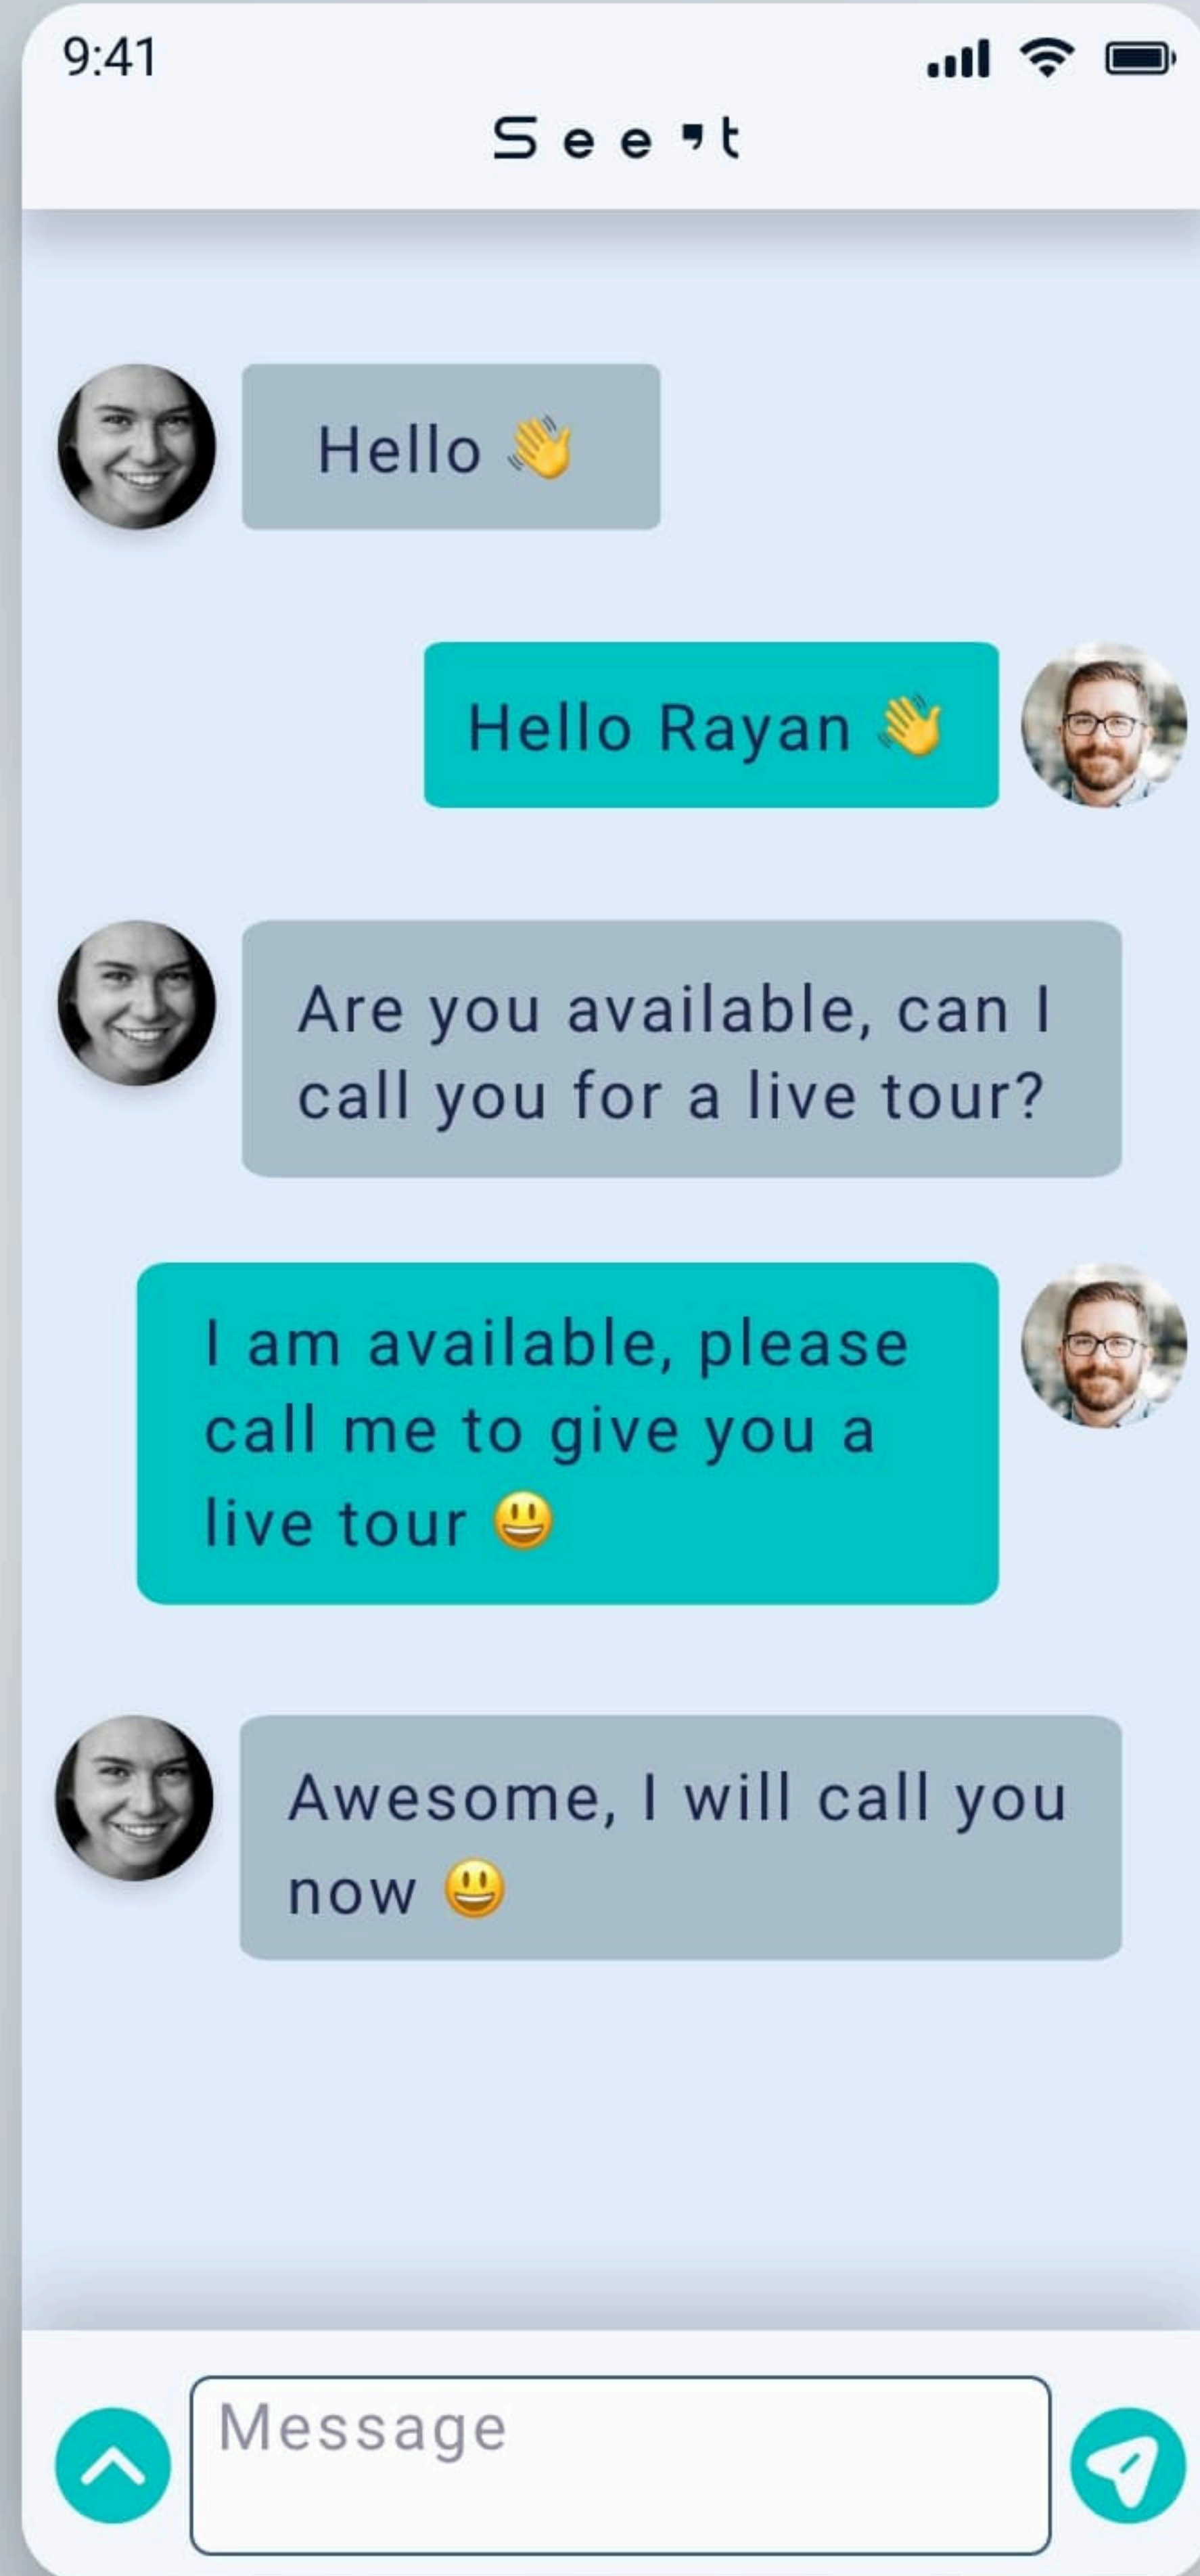 9:41
See❜t
Hello 👋
Hello Rayan 👋
Are you available, can I
call you for a live tour?
I am available, please
call me to give you a
live tour 😃
Awesome, I will call you
now 😃
Message